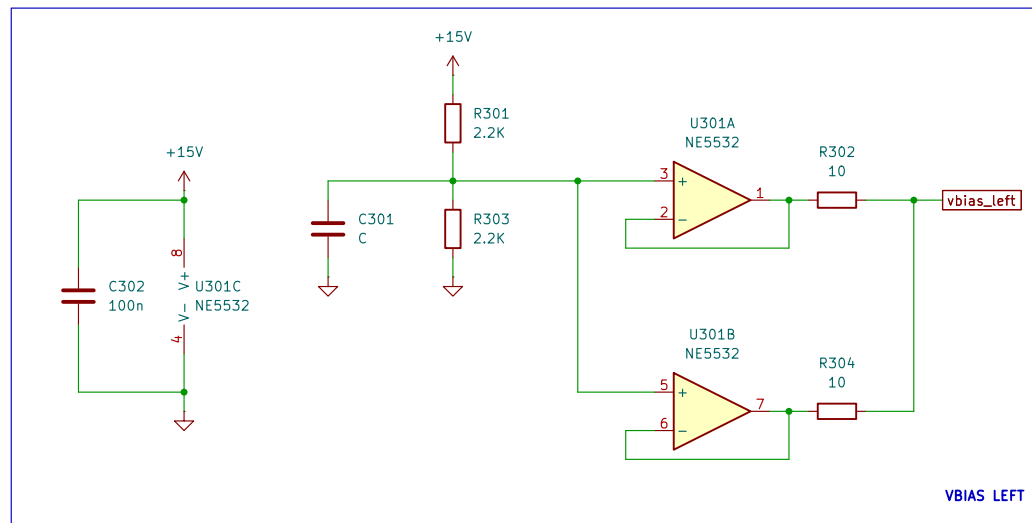 +15V
R301
2.2K
U301A
NE5532
+15V
R302
10
3
+
1
2
−
vbias_left
C301
C
R303
2.2K
8
V+
C302
100n
U301C
NE5532
V-
4
U301B
NE5532
R304
10
5
+
7
6
−
VBIAS LEFT